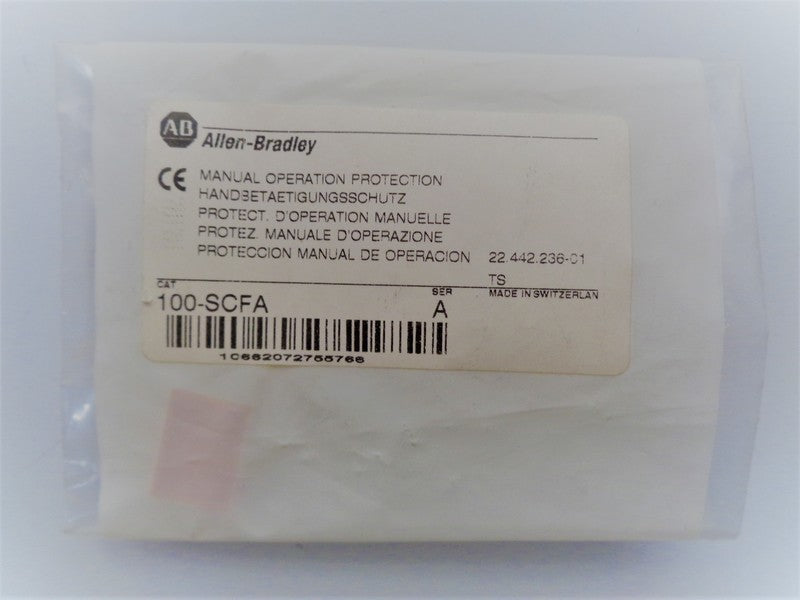 AB Allen-Bradley
CE MANUAL OPERATION PROTECTION
HANDBETAETIGUNGSSCHUTZ
PROTECT. D'OPERATION MANUELLE
PROTEZ. MANUALE D'OPERAZIONE
PROTECCION MANUAL DE OPERACION 22.442.236-01
TS
CAT SER MADE IN SWITZERLAN
100-SCFA A
10662072755766